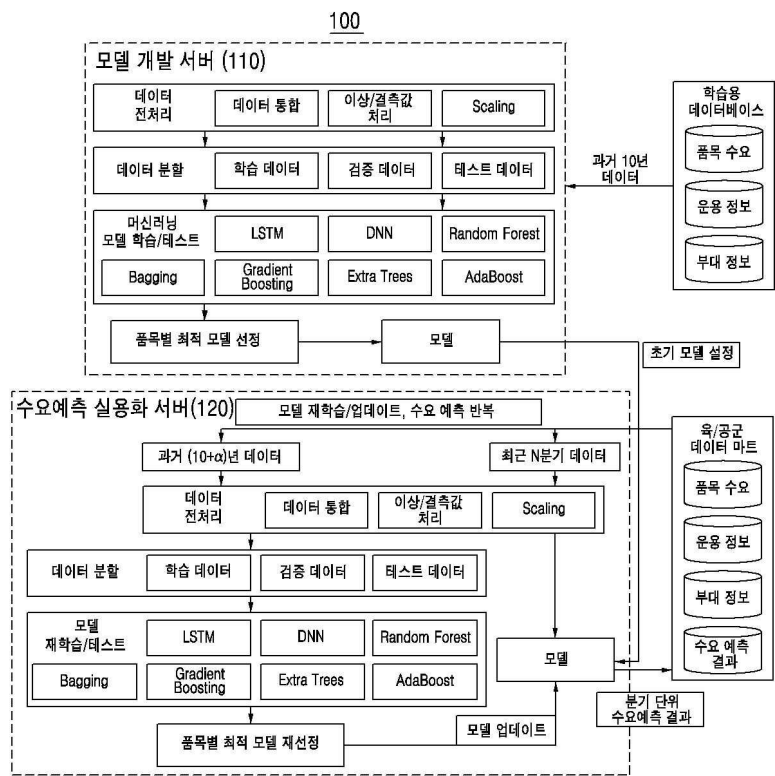 100
모델 개발 서버 (110)
데이터
전처리
데이터 통합
이상/결측값
처리
Scaling
데이터 분할
학습 데이터
검증 데이터
테스트 데이터
머신러닝
모델 학습/테스트
LSTM
DNN
Random Forest
Bagging
Gradient
Boosting
Extra Trees
AdaBoost
품목별 최적 모델 선정
모델
학습용
데이터베이스
품목 수요
운용 정보
부대 정보
과거 10년
데이터
초기 모델 설정
수요예측 실용화 서버(120)
모델 재학습/업데이트, 수요 예측 반복
과거 (10+α)년 데이터
최근 N분기 데이터
데이터
전처리
데이터 통합
이상/결측값
처리
Scaling
데이터 분할
학습 데이터
검증 데이터
테스트 데이터
모델
재학습/테스트
LSTM
DNN
Random Forest
Bagging
Gradient
Boosting
Extra Trees
AdaBoost
품목별 최적 모델 재선정
모델 업데이트
모델
육/공군
데이터 마트
품목 수요
운용 정보
부대 정보
수요 예측
결과
분기 단위
수요예측 결과